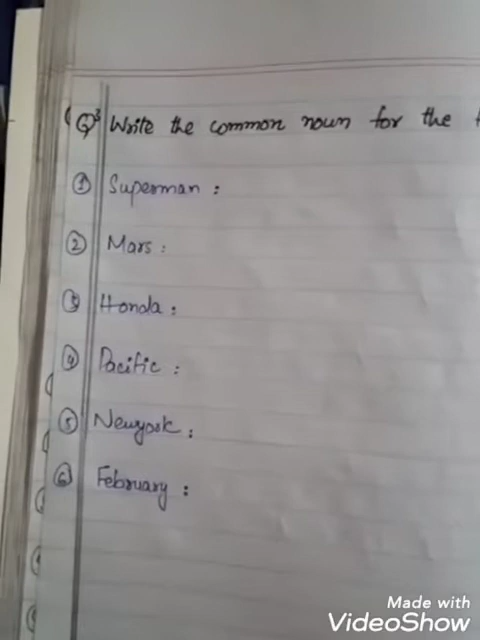 Q3 Write the common noun for the
① Superman :
② Mars :
③ Honda :
④ Pacific :
⑤ Newyork :
⑥ February :
Made with
VideoShow